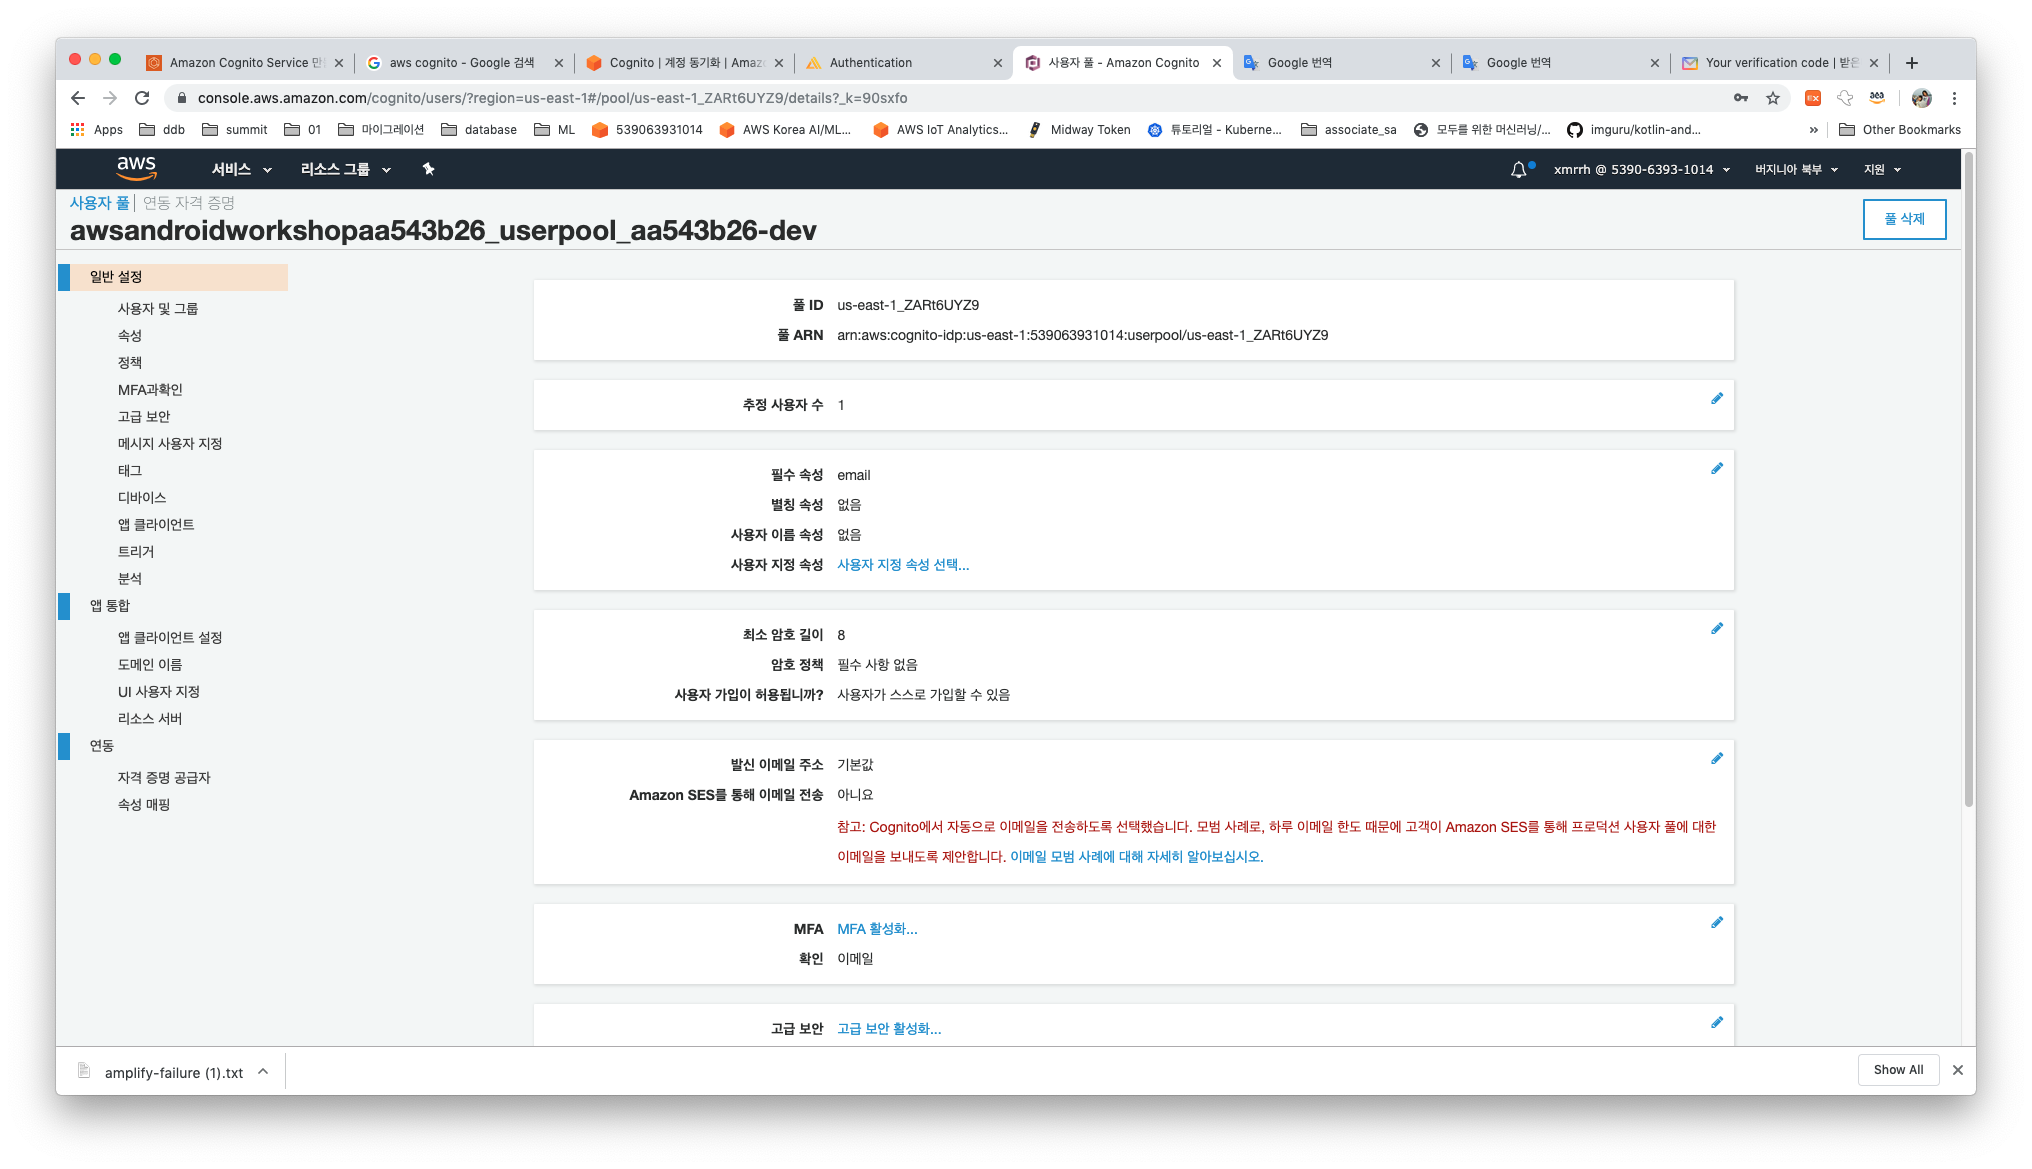 Amazon Cognito Service 만
aws cognito - Google 검색
Cognito | 계정 동기화 | Amaz
Authentication
사용자 풀 - Amazon Cognito
Google 번역
Google 번역
Your verification code | 받은
console.aws.amazon.com/cognito/users/?region=us-east-1#/pool/us-east-1_ZARt6UYZ9/details?_k=90sxfo
Apps
ddb
summit
01
마이그레이션
database
ML
539063931014
AWS Korea AI/ML...
AWS IoT Analytics...
Midway Token
튜토리얼 - Kuberne...
associate_sa
모두를 위한 머신러닝/...
imguru/kotlin-and...
»
Other Bookmarks
aws
서비스
리소스 그룹
xmrrh @ 5390-6393-1014
버지니아 북부
지원
사용자 풀 | 연동 자격 증명
awsandroidworkshopaa543b26_userpool_aa543b26-dev
풀 삭제
일반 설정
사용자 및 그룹
속성
정책
MFA과확인
고급 보안
메시지 사용자 지정
태그
디바이스
앱 클라이언트
트리거
분석
앱 통합
앱 클라이언트 설정
도메인 이름
UI 사용자 지정
리소스 서버
연동
자격 증명 공급자
속성 매핑
풀 ID us-east-1_ZARt6UYZ9
풀 ARN arn:aws:cognito-idp:us-east-1:539063931014:userpool/us-east-1_ZARt6UYZ9
추정 사용자 수 1
필수 속성 email
별칭 속성 없음
사용자 이름 속성 없음
사용자 지정 속성 사용자 지정 속성 선택...
최소 암호 길이 8
암호 정책 필수 사항 없음
사용자 가입이 허용됩니까? 사용자가 스스로 가입할 수 있음
발신 이메일 주소 기본값
Amazon SES를 통해 이메일 전송 아니요
참고: Cognito에서 자동으로 이메일을 전송하도록 선택했습니다. 모범 사례로, 하루 이메일 한도 때문에 고객이 Amazon SES를 통해 프로덕션 사용자 풀에 대한
이메일을 보내도록 제안합니다. 이메일 모범 사례에 대해 자세히 알아보십시오.
MFA MFA 활성화...
확인 이메일
고급 보안 고급 보안 활성화...
amplify-failure (1).txt
Show All